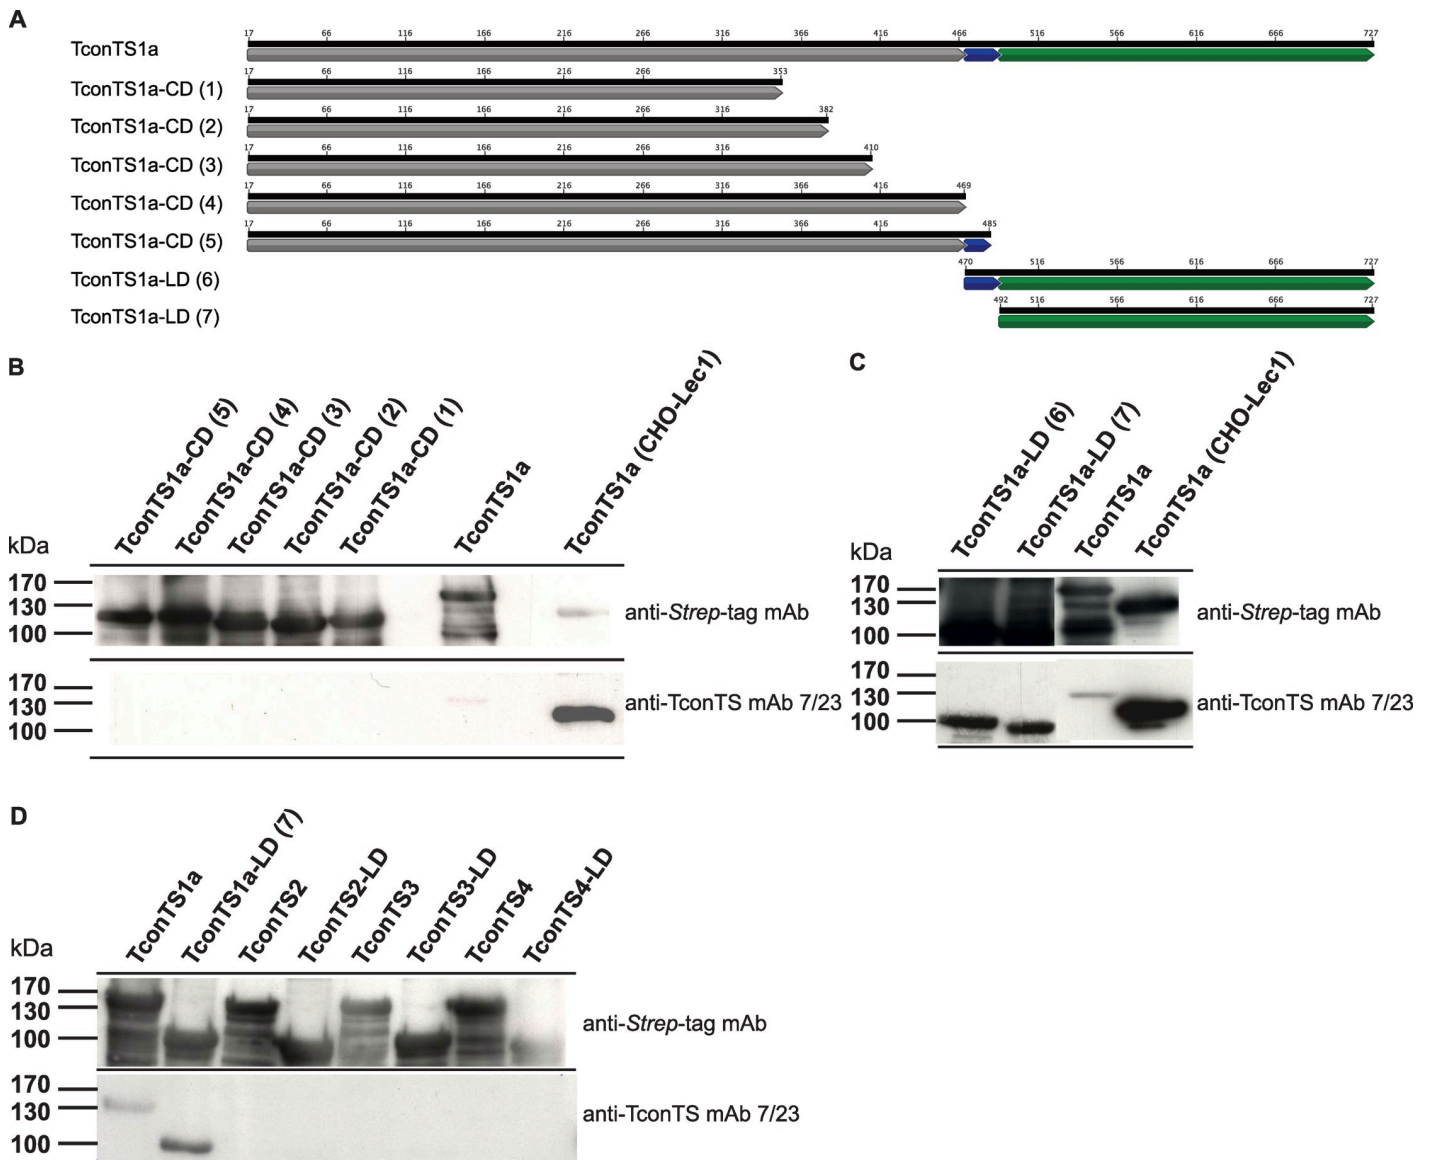 A
17 66 116 166 216 266 316 366 416 466 516 566 616 666 727
TconTS1a
17 66 116 166 216 266 316 353
TconTS1a-CD (1)
17 66 116 166 216 266 316 382
TconTS1a-CD (2)
17 66 116 166 216 266 316 410
TconTS1a-CD (3)
17 66 116 166 216 266 316 366 416 469
TconTS1a-CD (4)
17 66 116 166 216 266 316 366 416 485
TconTS1a-CD (5)
470 516 566 616 666 727
TconTS1a-LD (6)
492 516 566 616 666 727
TconTS1a-LD (7)
B
TconTS1a-CD (5)
TconTS1a-CD (4)
TconTS1a-CD (3)
TconTS1a-CD (2)
TconTS1a-CD (1)
TconTS1a
TconTS1a (CHO-Lec1)
kDa
170
130
100
anti-Strep-tag mAb
170
130
100
anti-TconTS mAb 7/23
C
TconTS1a-LD (6)
TconTS1a-LD (7)
TconTS1a
TconTS1a (CHO-Lec1)
kDa
170
130
100
anti-Strep-tag mAb
170
130
100
anti-TconTS mAb 7/23
D
TconTS1a
TconTS1a-LD (7)
TconTS2
TconTS2-LD
TconTS3
TconTS3-LD
TconTS4
TconTS4-LD
kDa
170
130
100
anti-Strep-tag mAb
170
130
100
anti-TconTS mAb 7/23